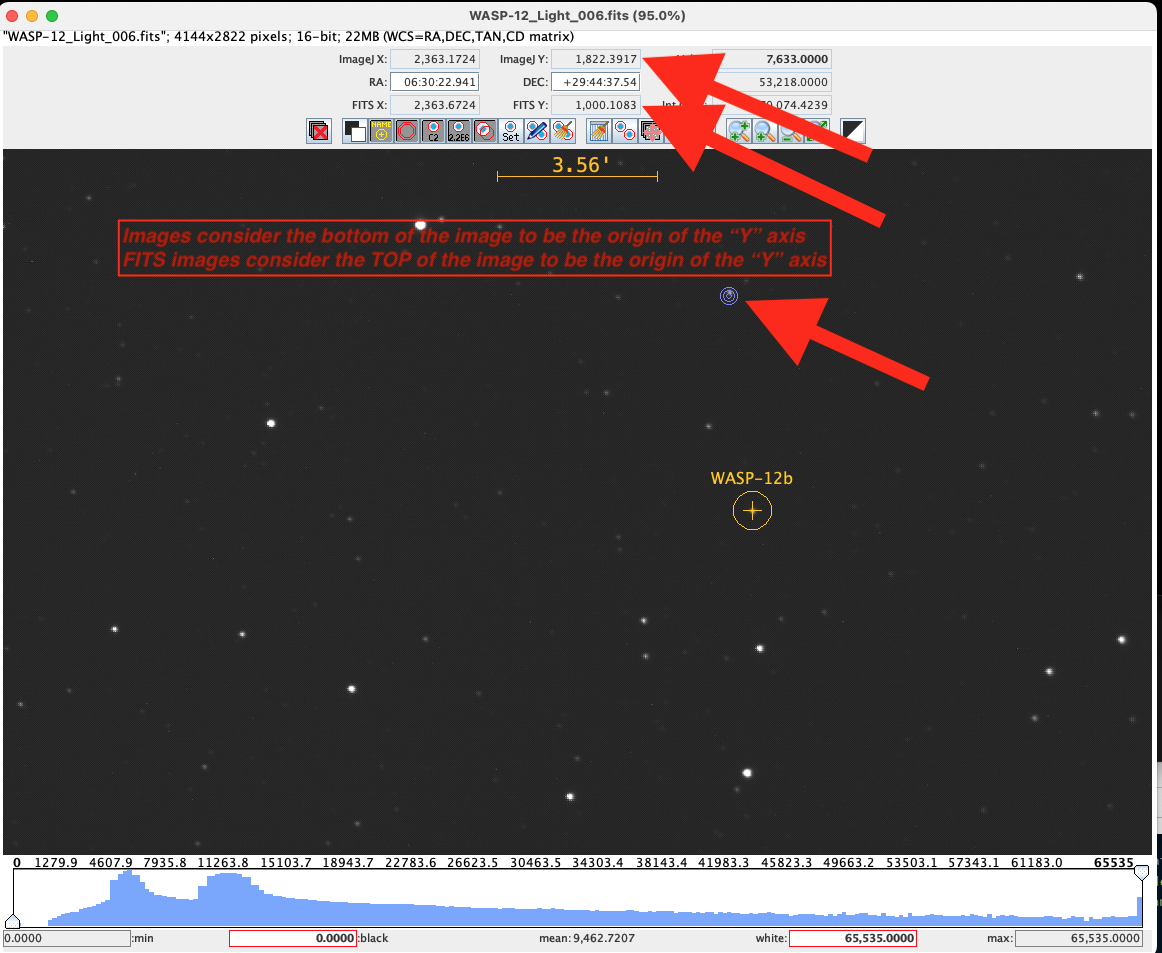 WASP-12_Light_006.fits (95.0%)
"WASP-12_Light_006.fits"; 4144x2822 pixels; 16-bit; 22MB (WCS=RA,DEC,TAN,CD matrix)
ImageJ X: 2,363.1724 ImageJ Y: 1,822.3917 7,633.0000
RA: 06:30:22.941 DEC: +29:44:37.54 53,218.0000
FITS X: 2,363.6724 FITS Y: 1,000.1083 Int 074.4239
NAME C2 2.2E6 Set
3.56'
Images consider the bottom of the image to be the origin of the “Y” axis
FITS images consider the TOP of the image to be the origin of the “Y” axis
WASP-12b
0 1279.9 4607.9 7935.8 11263.8 15103.7 18943.7 22783.6 26623.5 30463.5 34303.4 38143.4 41983.3 45823.3 49663.2 53503.1 57343.1 61183.0 65535
0.0000 :min 0.0000 :black mean: 9,462.7207 white: 65,535.0000 max: 65,535.0000